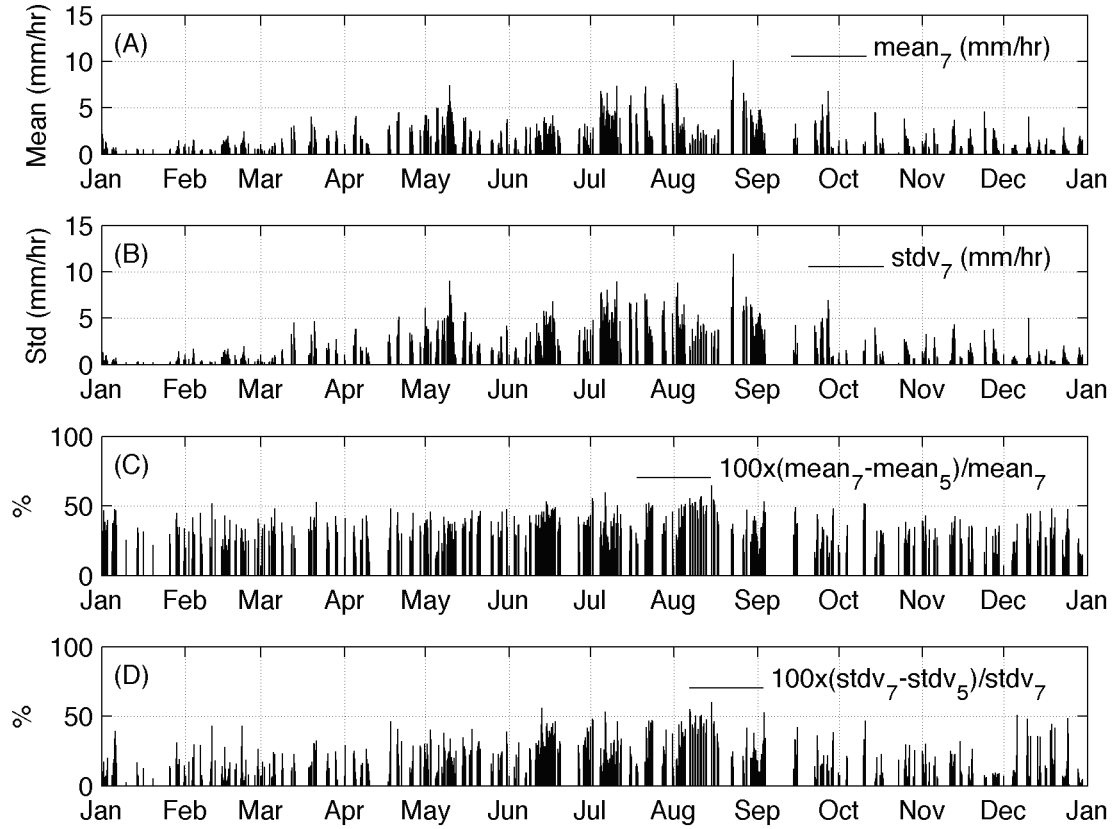 15
10
5
0
Mean (mm/hr)
(A)
mean₇ (mm/hr)
Jan Feb Mar Apr May Jun Jul Aug Sep Oct Nov Dec Jan
15
10
5
0
Std (mm/hr)
(B)
stdv₇ (mm/hr)
Jan Feb Mar Apr May Jun Jul Aug Sep Oct Nov Dec Jan
100
50
0
%
(C)
100x(mean₇-mean₅)/mean₇
Jan Feb Mar Apr May Jun Jul Aug Sep Oct Nov Dec Jan
100
50
0
%
(D)
100x(stdv₇-stdv₅)/stdv₇
Jan Feb Mar Apr May Jun Jul Aug Sep Oct Nov Dec Jan